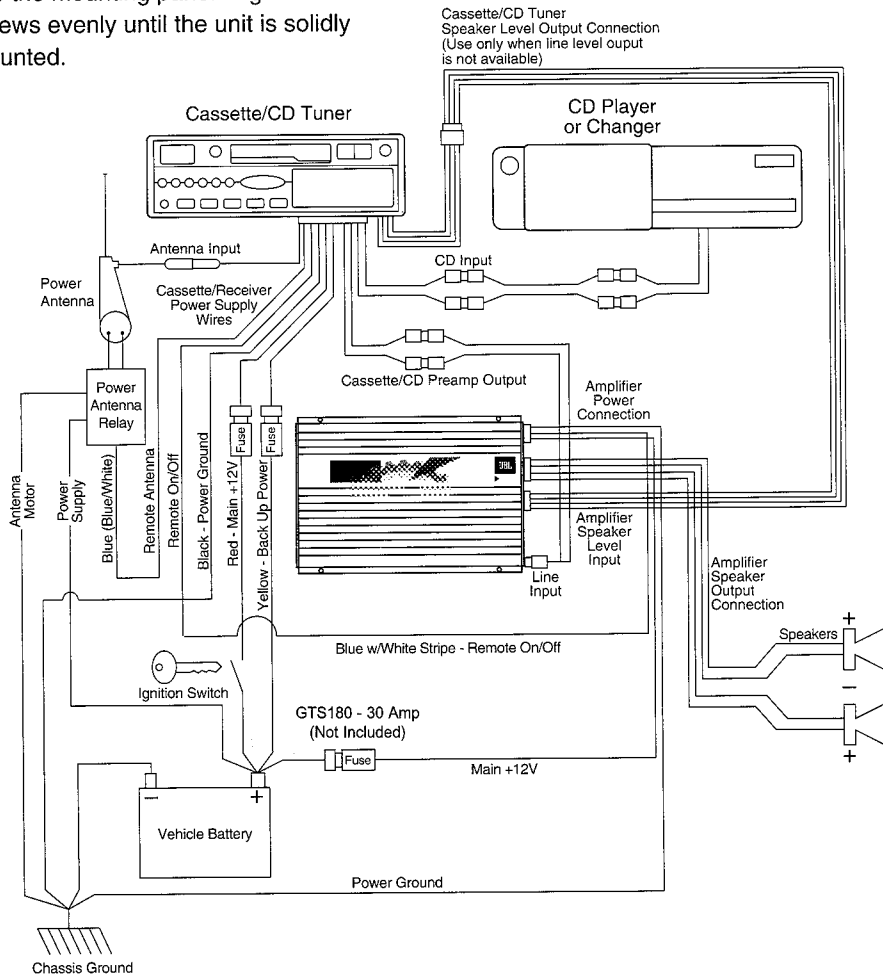 ews evenly until the unit is solidly
unted.
Cassette/CD Tuner
Speaker Level Output Connection
(Use only when line level ouput
is not available)
Cassette/CD Tuner
CD Player
or Changer
Antenna Input
CD Input
Power
Antenna
Cassette/Receiver
Power Supply
Wires
Cassette/CD Preamp Output
Power
Antenna
Relay
Amplifier
Power
Connection
Fuse
Fuse
JBL
Antenna
Motor
Power
Supply
Blue (Blue/White)
Remote Antenna
Remote On/Off
Black - Power Ground
Red - Main +12V
Yellow - Back Up Power
Amplifier
Speaker
Level
Input
Line
Input
Amplifier
Speaker
Output
Connection
+
Speakers
−
+
Blue w/White Stripe - Remote On/Off
Ignition Switch
GTS180 - 30 Amp
(Not Included)
Fuse
Main +12V
− +
Vehicle Battery
Power Ground
Chassis Ground